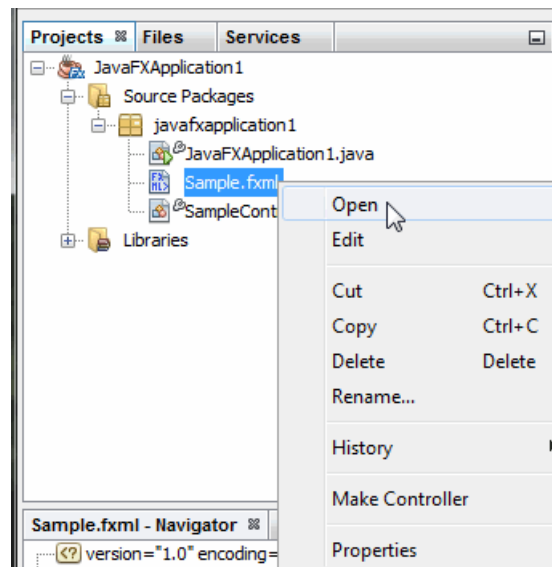 Projects Files Services
JavaFXApplication1
Source Packages
javafxapplication1
JavaFXApplication1.java
Sample.fxml
SampleCont
Libraries
Open
Edit
Cut Ctrl+X
Copy Ctrl+C
Delete Delete
Rename...
History
Make Controller
Properties
Sample.fxml - Navigator
<?> version="1.0" encoding=